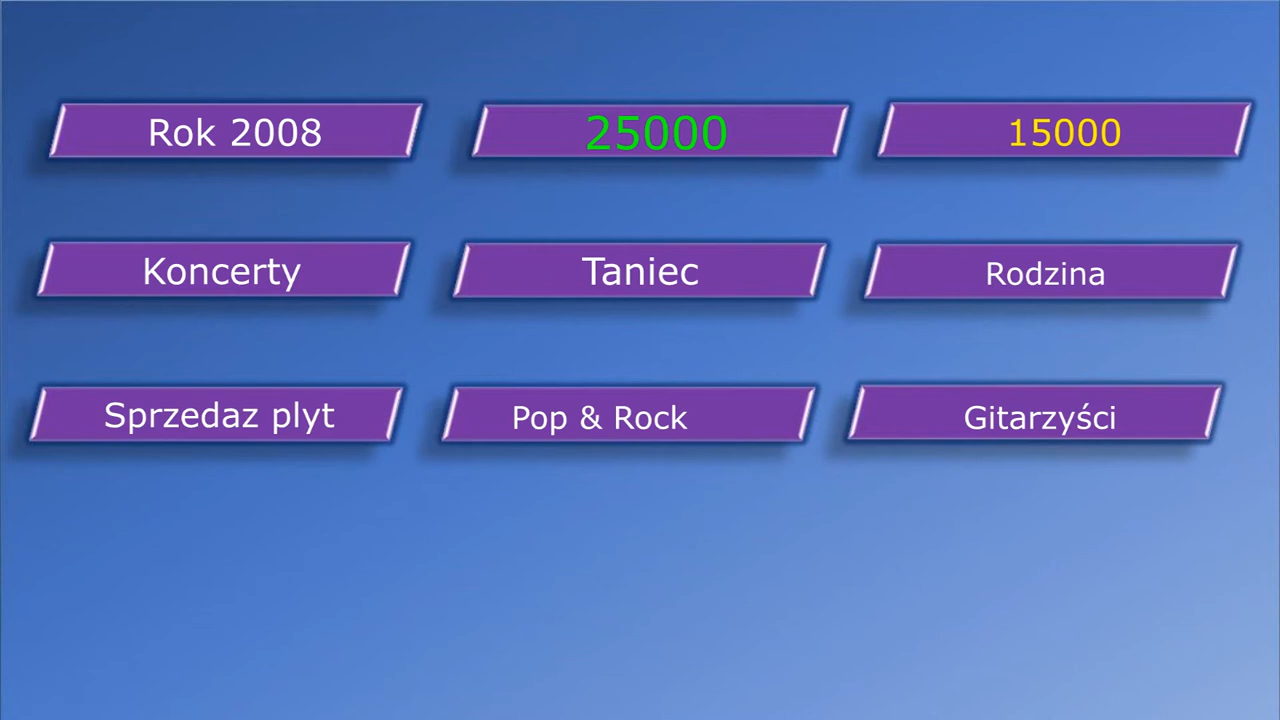 Rok 2008
25000
15000
Koncerty
Taniec
Rodzina
Sprzedaz plyt
Pop & Rock
Gitarzyści